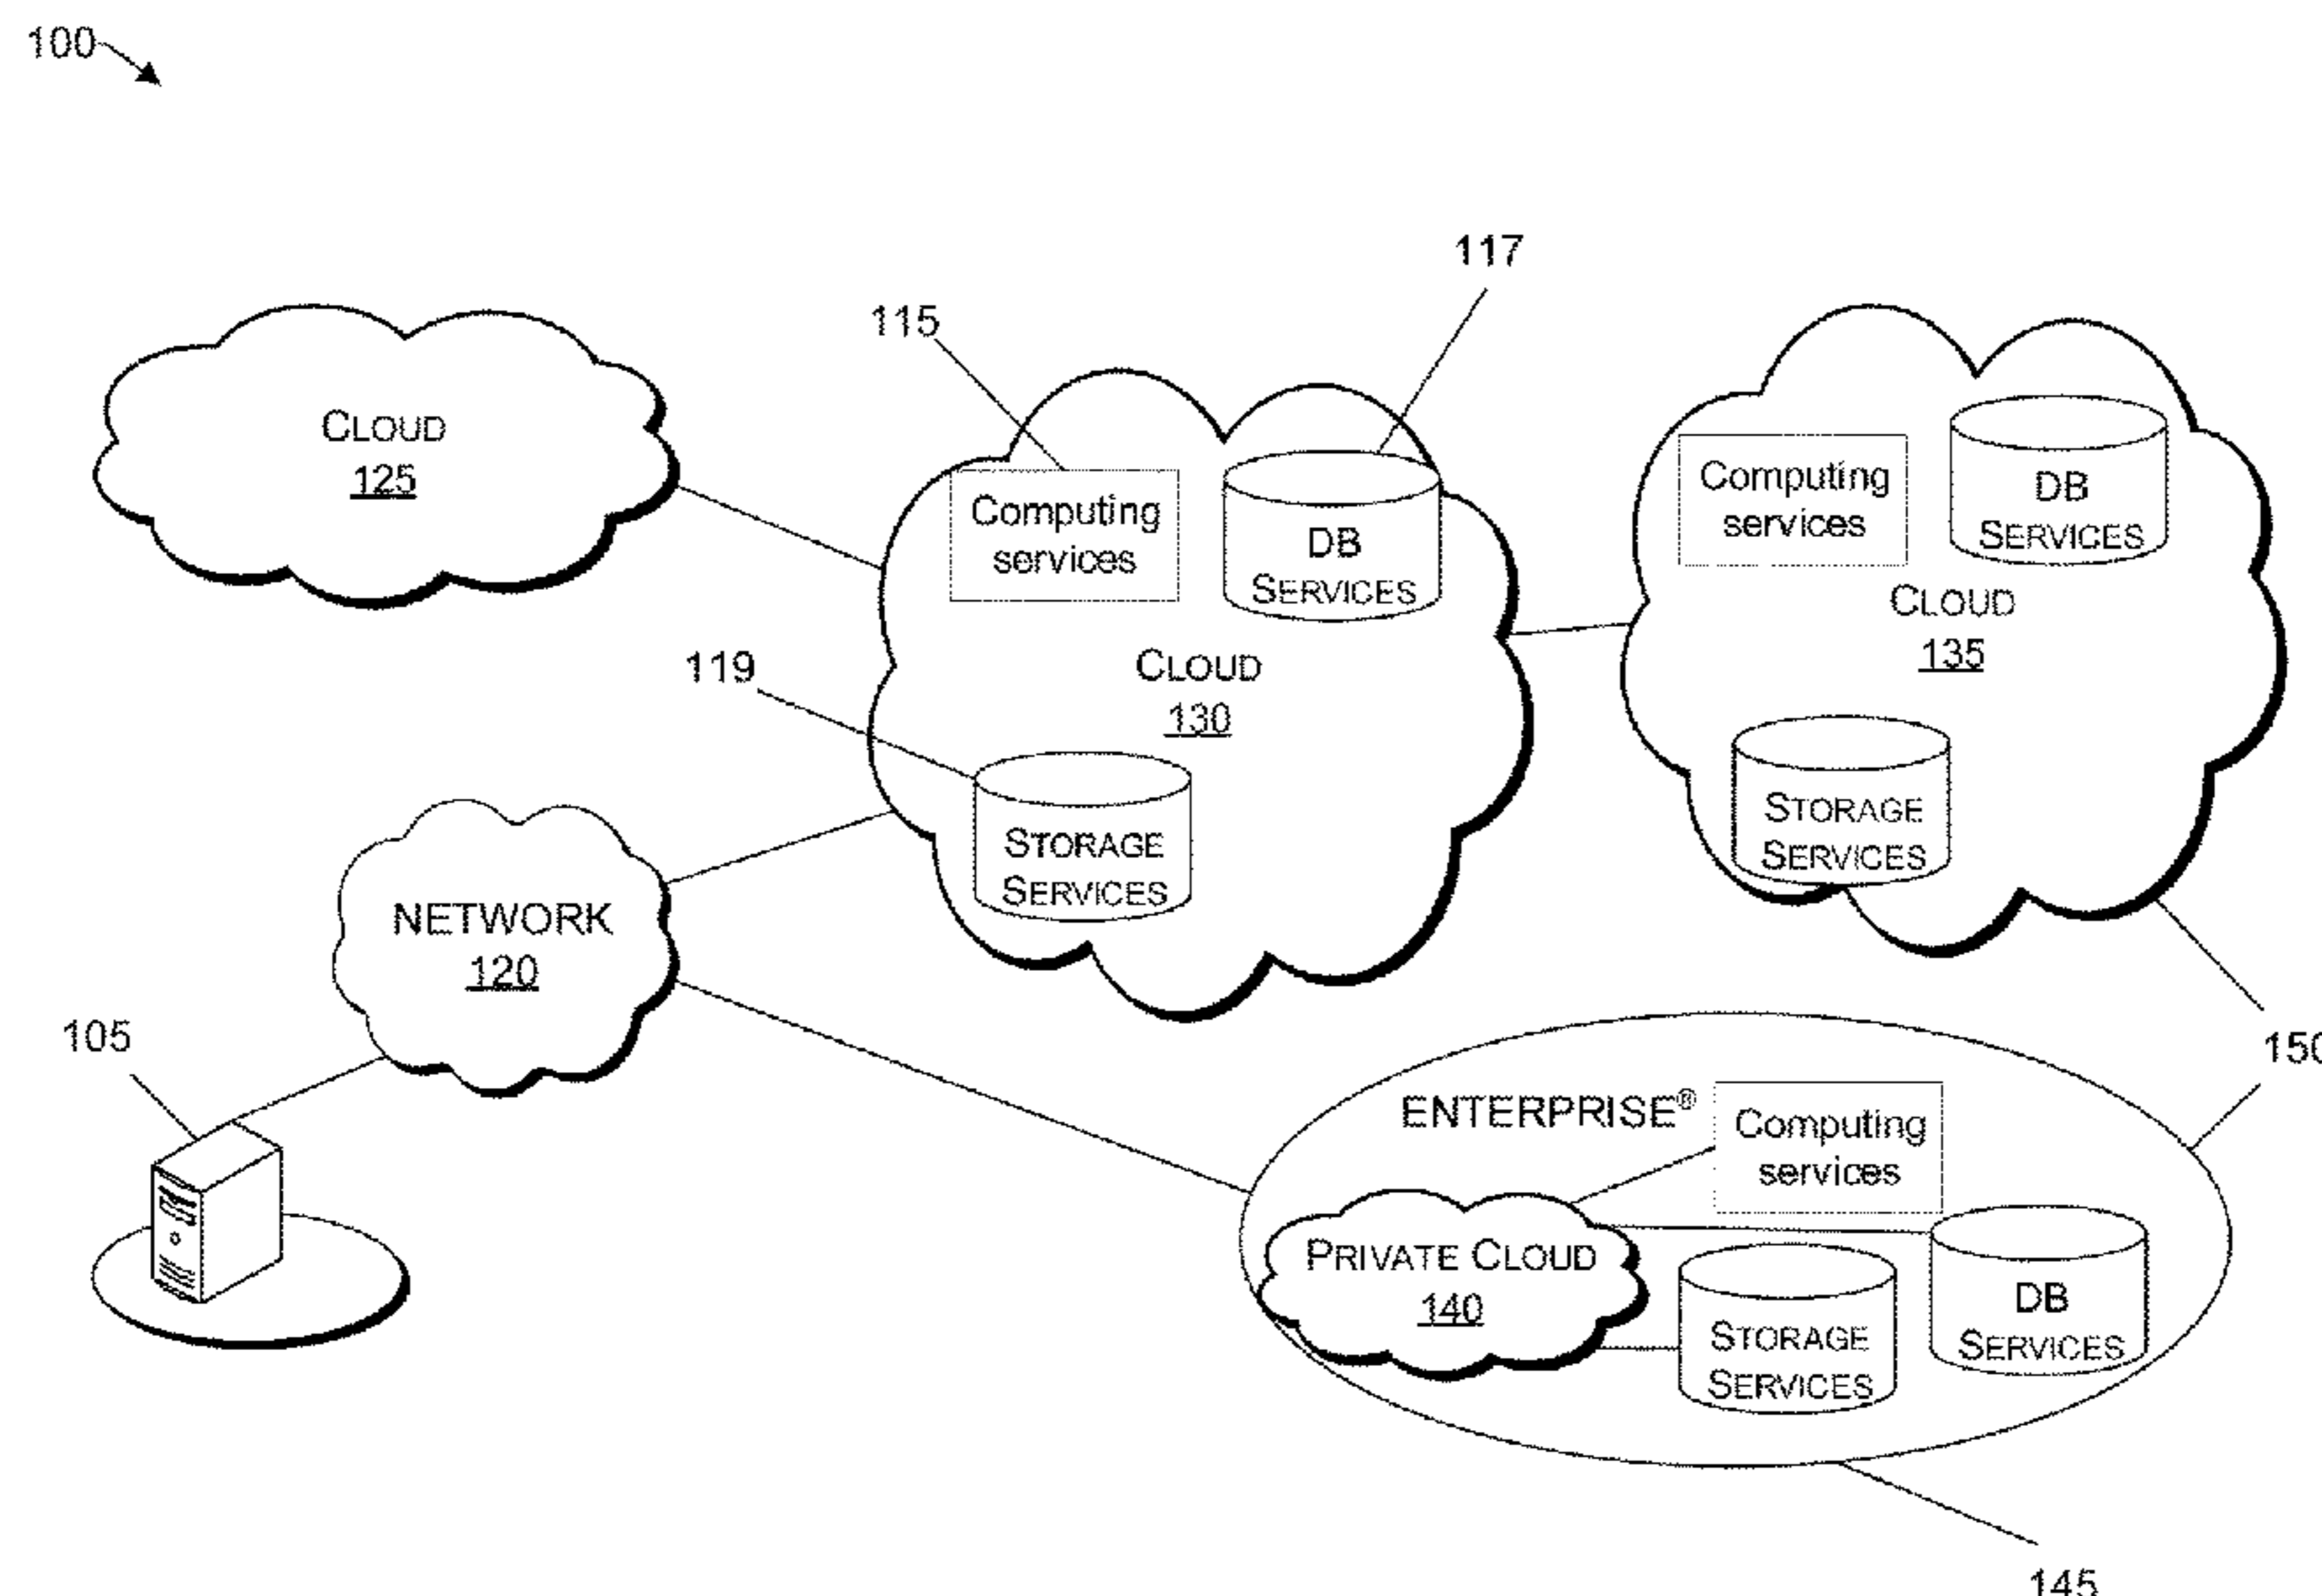 100
117
115
CLOUD
125
Computing
services
DB
SERVICES
CLOUD
130
119
STORAGE
SERVICES
Computing
services
DB
SERVICES
CLOUD
135
STORAGE
SERVICES
NETWORK
120
105
150
ENTERPRISE®
Computing
services
PRIVATE CLOUD
140
STORAGE
SERVICES
DB
SERVICES
145